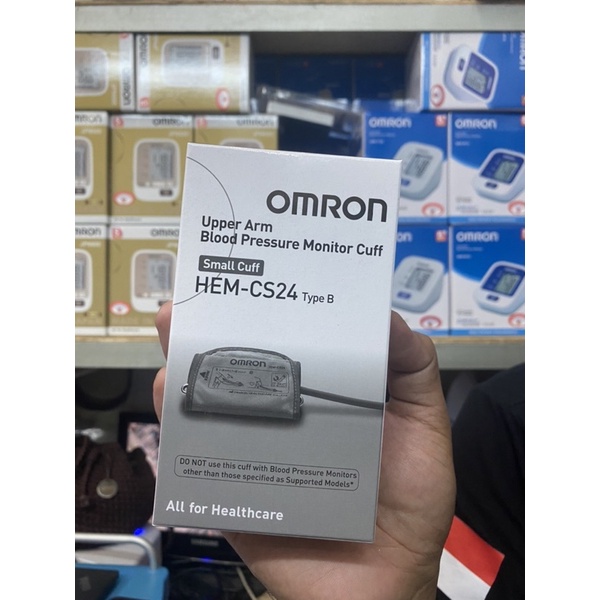 OMRON
Upper Arm
Blood Pressure Monitor Cuff
Small Cuff
HEM-CS24 Type B
OMRON
DO NOT use this cuff with Blood Pressure Monitors
other than those specified as Supported Models*
All for Healthcare
OMRON
OMRON
OMRON
OMRON